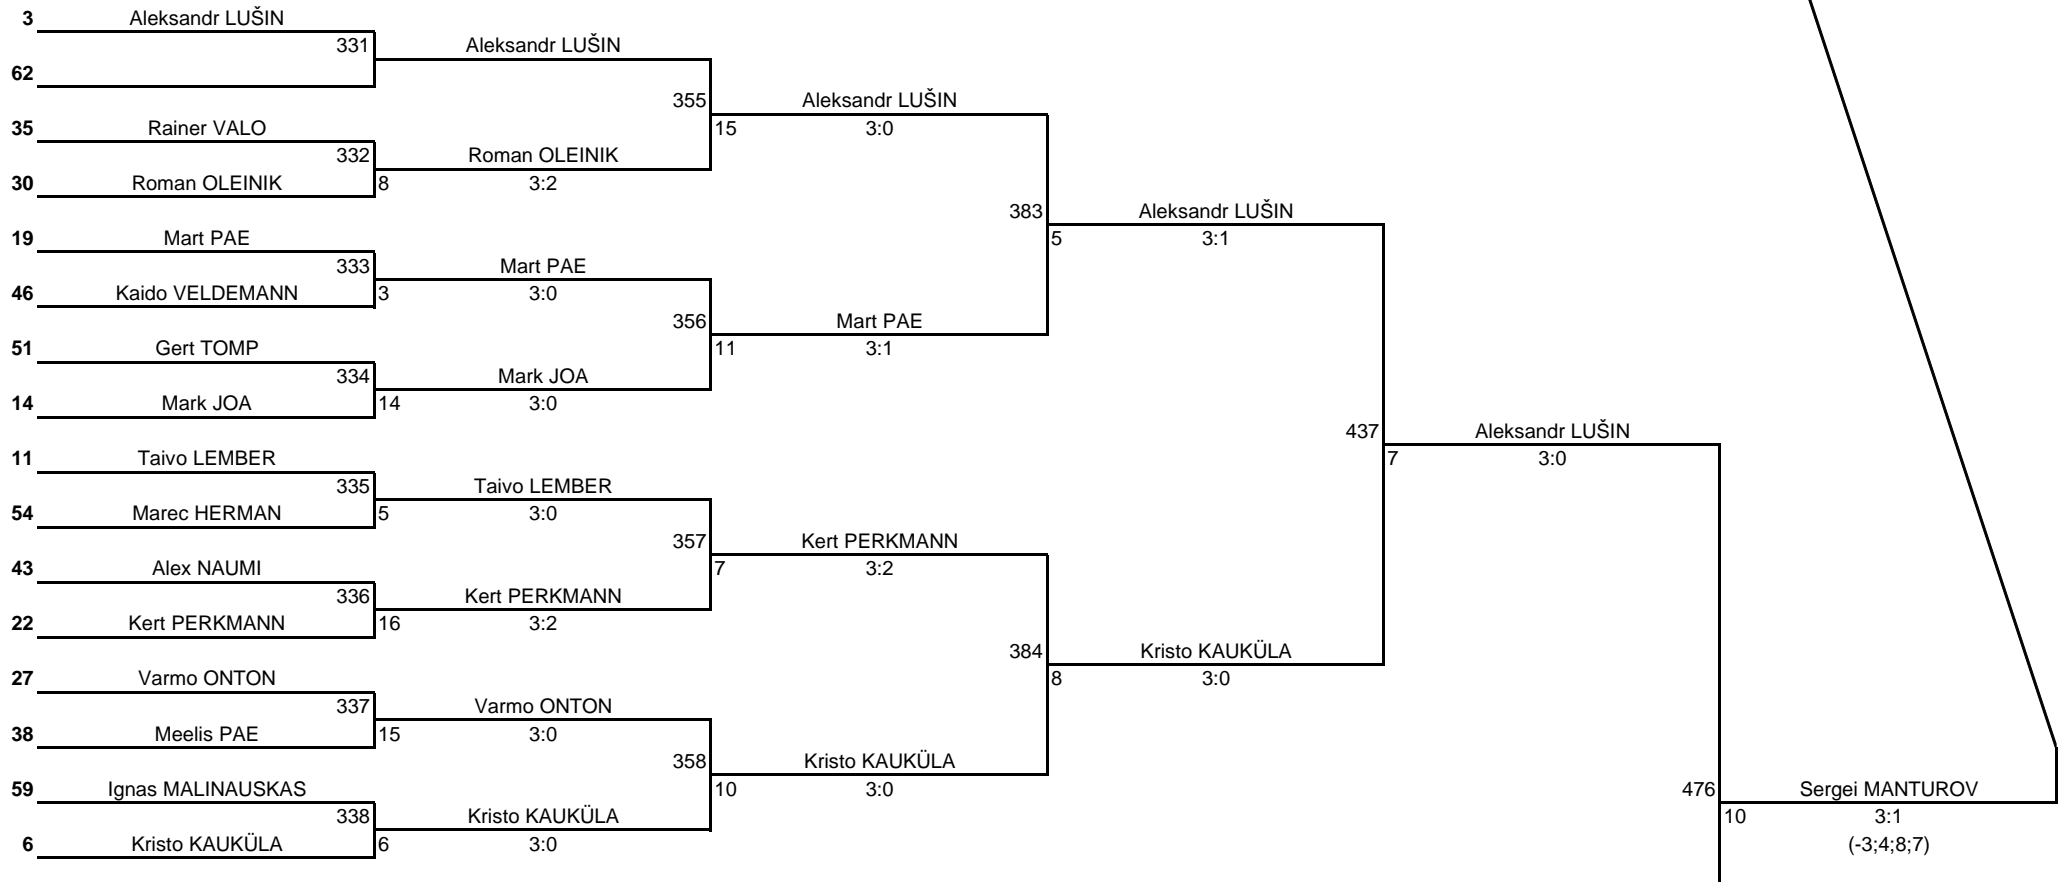 3 Aleksandr LUŠIN
331 Aleksandr LUŠIN
62
355 Aleksandr LUŠIN
35 Rainer VALO 15 3:0
332 Roman OLEINIK
30 Roman OLEINIK 8 3:2
383 Aleksandr LUŠIN
19 Mart PAE 5 3:1
333 Mart PAE
46 Kaido VELDEMANN 3 3:0
356 Mart PAE
51 Gert TOMP 11 3:1
334 Mark JOA
14 Mark JOA 14 3:0
437 Aleksandr LUŠIN
11 Taivo LEMBER 7 3:0
335 Taivo LEMBER
54 Marec HERMAN 5 3:0
357 Kert PERKMANN
43 Alex NAUMI 7 3:2
336 Kert PERKMANN
22 Kert PERKMANN 16 3:2
384 Kristo KAUKÜLA
27 Varmo ONTON 8 3:0
337 Varmo ONTON
38 Meelis PAE 15 3:0
358 Kristo KAUKÜLA
59 Ignas MALINAUSKAS 10 3:0 476 Sergei MANTUROV
338 Kristo KAUKÜLA 10 3:1
6 Kristo KAUKÜLA 6 3:0 (-3;4;8;7)